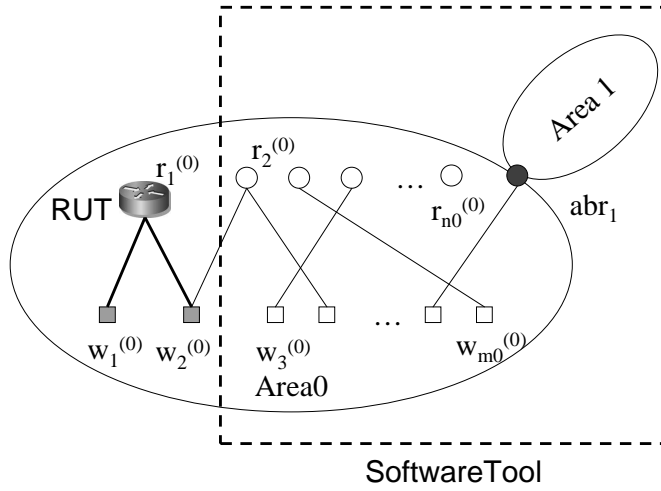 Area 1
r₁⁽⁰⁾
r₂⁽⁰⁾
RUT
...
rₙ₀⁽⁰⁾
abr₁
...
w₁⁽⁰⁾
w₂⁽⁰⁾
w₃⁽⁰⁾
wₘ₀⁽⁰⁾
Area0
SoftwareTool